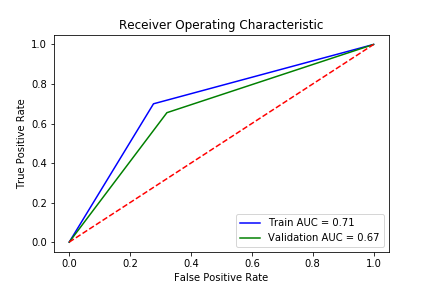 Receiver Operating Characteristic
True Positive Rate
1.0
0.8
0.6
0.4
0.2
0.0
Train AUC = 0.71
Validation AUC = 0.67
0.0 0.2 0.4 0.6 0.8 1.0
False Positive Rate